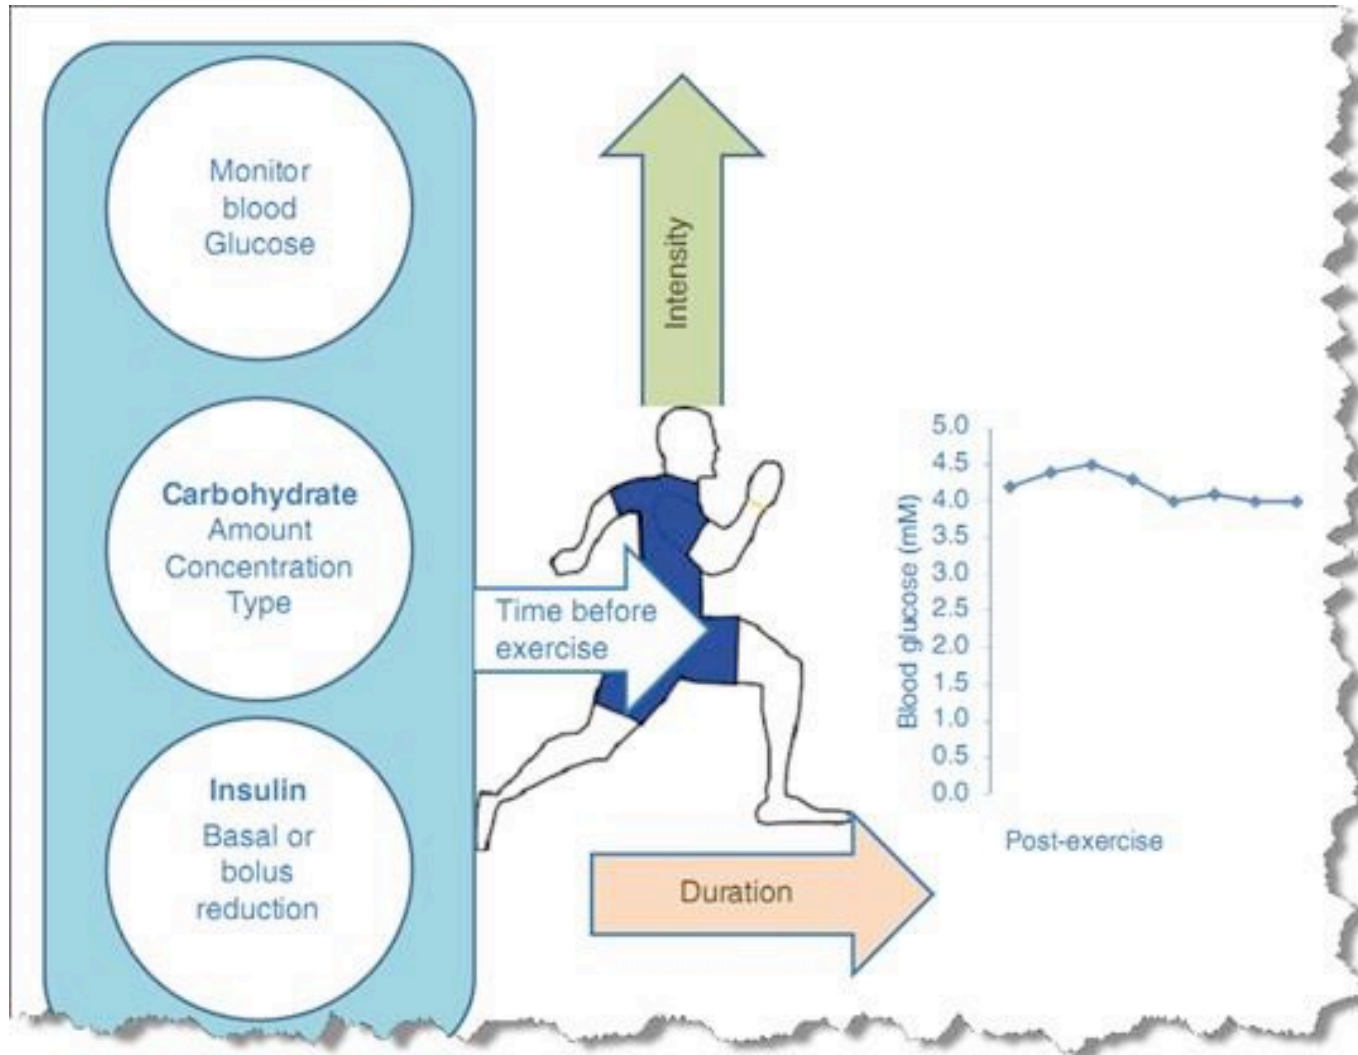 Monitor
blood
Glucose
Carbohydrate
Amount
Concentration
Type
Insulin
Basal or
bolus
reduction
Time before
exercise
Intensity
Duration
Blood glucose (mM)
5.0
4.5
4.0
3.5
3.0
2.5
2.0
1.5
1.0
0.5
0.0
Post-exercise